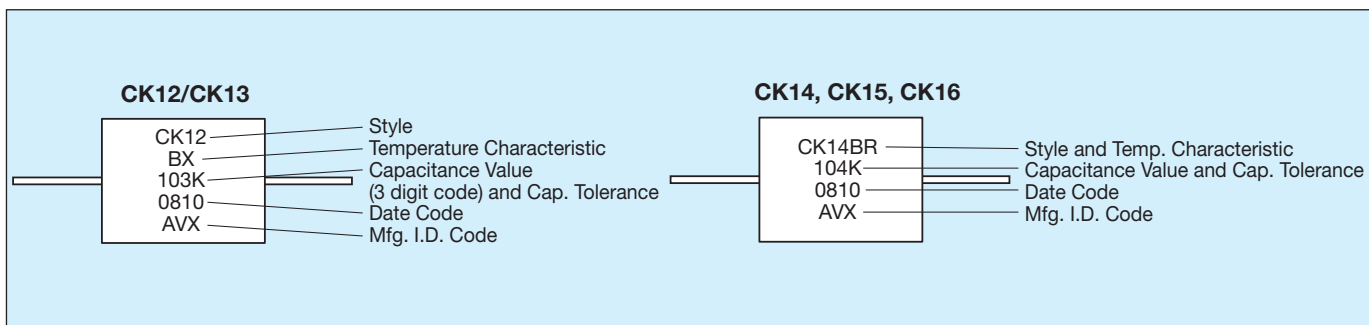 CK12/CK13
CK12
BX
103K
0810
AVX
Style
Temperature Characteristic
Capacitance Value
(3 digit code) and Cap. Tolerance
Date Code
Mfg. I.D. Code
CK14, CK15, CK16
CK14BR
104K
0810
AVX
Style and Temp. Characteristic
Capacitance Value and Cap. Tolerance
Date Code
Mfg. I.D. Code